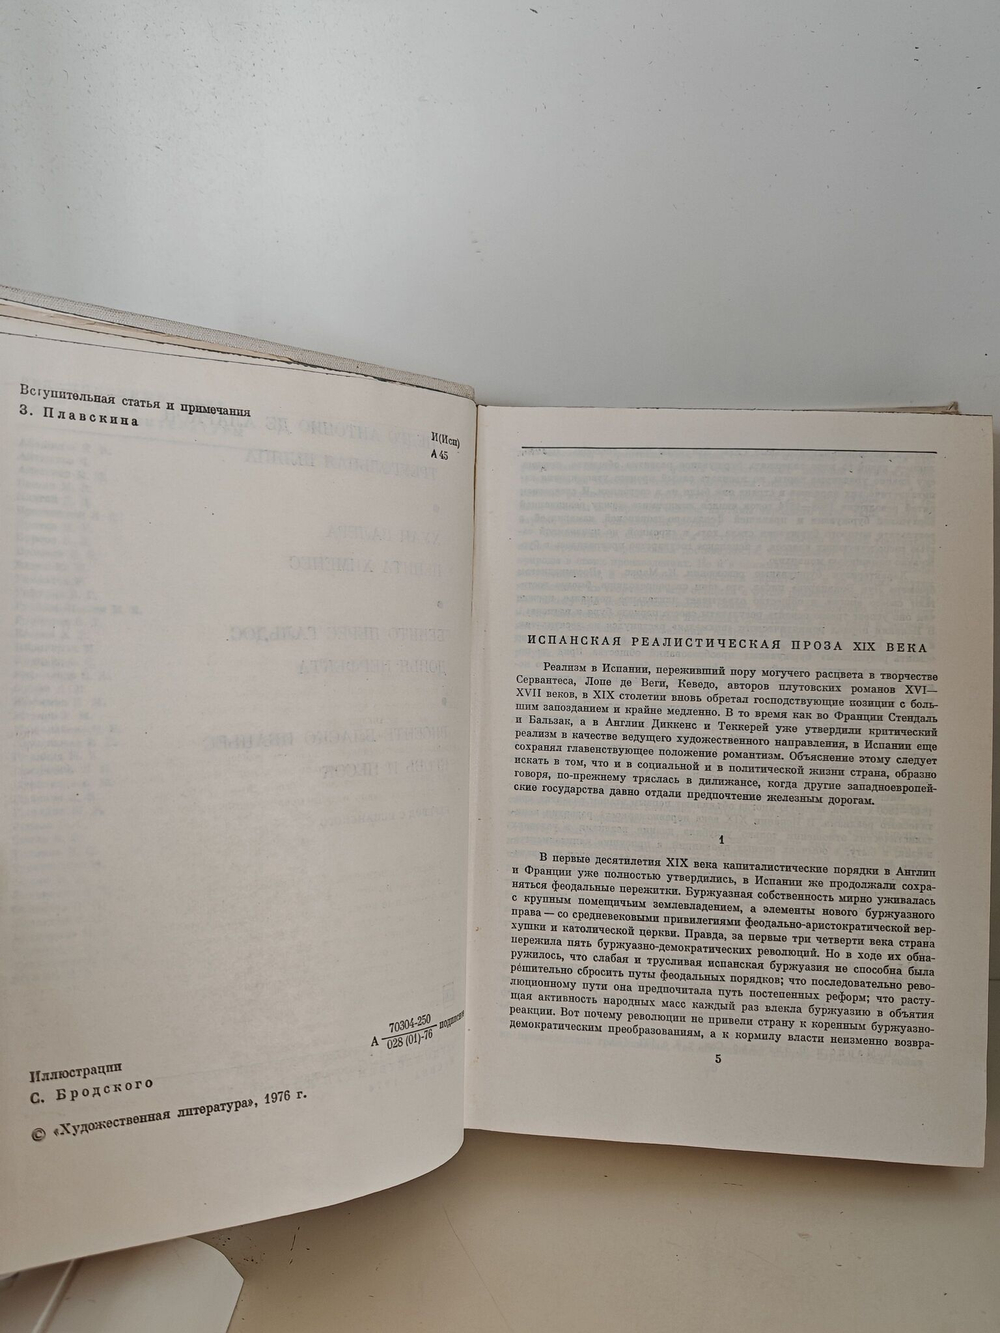 Вступительная статья и примечания
З. Плавскина
И(Исп)
А 45
70304-250
А 028 (01)-76 подписное
Иллюстрации
С. Бродского
© «Художественная литература», 1976 г.
ИСПАНСКАЯ РЕАЛИСТИЧЕСКАЯ ПРОЗА XIX ВЕКА
Реализм в Испании, переживший пору могучего расцвета в творчестве
Сервантеса, Лопе де Веги, Кеведо, авторов плутовских романов XVI—
XVII веков, в XIX столетии вновь обретал господствующие позиции с боль-
шим запозданием и крайне медленно. В то время как во Франции Стендаль
и Бальзак, а в Англии Диккенс и Теккерей уже утвердили критический
реализм в качестве ведущего художественного направления, в Испании еще
сохранял главенствующее положение романтизм. Объяснение этому следует
искать в том, что и в социальной и в политической жизни страна, образно
говоря, по-прежнему тряслась в дилижансе, когда другие западноевропей-
ские государства давно отдали предпочтение железным дорогам.
1
В первые десятилетия XIX века капиталистические порядки в Англии
и Франции уже полностью утвердились, в Испании же продолжали сохра-
няться феодальные пережитки. Буржуазная собственность мирно уживалась
с крупным помещичьим землевладением, а элементы нового буржуазного
права — со средневековыми привилегиями феодально-аристократической вер-
хушки и католической церкви. Правда, за первые три четверти века страна
пережила пять буржуазно-демократических революций. Но в ходе их обна-
ружилось, что слабая и трусливая испанская буржуазия не способна была
решительно сбросить путы феодальных порядков; что последовательно рево-
люционному пути она предпочитала путь постепенных реформ; что расту-
щая активность народных масс каждый раз влекла буржуазию в объятия
реакции. Вот почему революции не привели страну к коренным буржуазно-
демократическим преобразованиям, а к кормилу власти неизменно возвра-
5